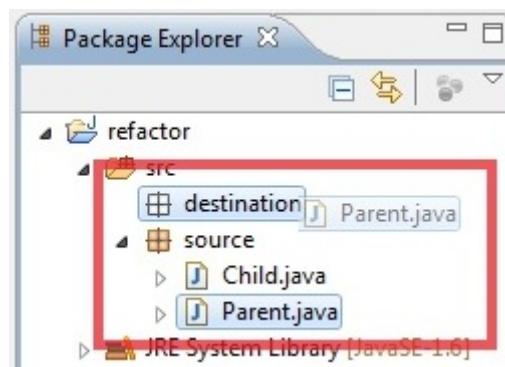 Package Explorer
refactor
src
destination
Parent.java
source
Child.java
Parent.java
JRE System Library [JavaSE-1.6]